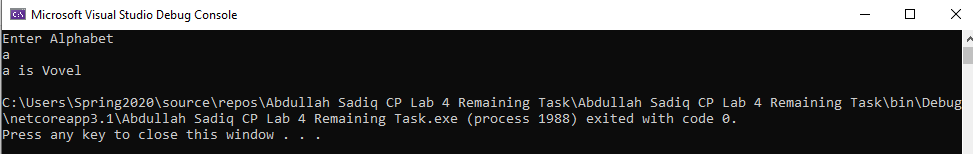 Microsoft Visual Studio Debug Console
Enter Alphabet
a
a is Vovel
C:\Users\Spring2020\source\repos\Abdullah Sadiq CP Lab 4 Remaining Task\Abdullah Sadiq CP Lab 4 Remaining Task\bin\Debug
\netcoreapp3.1\Abdullah Sadiq CP Lab 4 Remaining Task.exe (process 1988) exited with code 0.
Press any key to close this window . . .